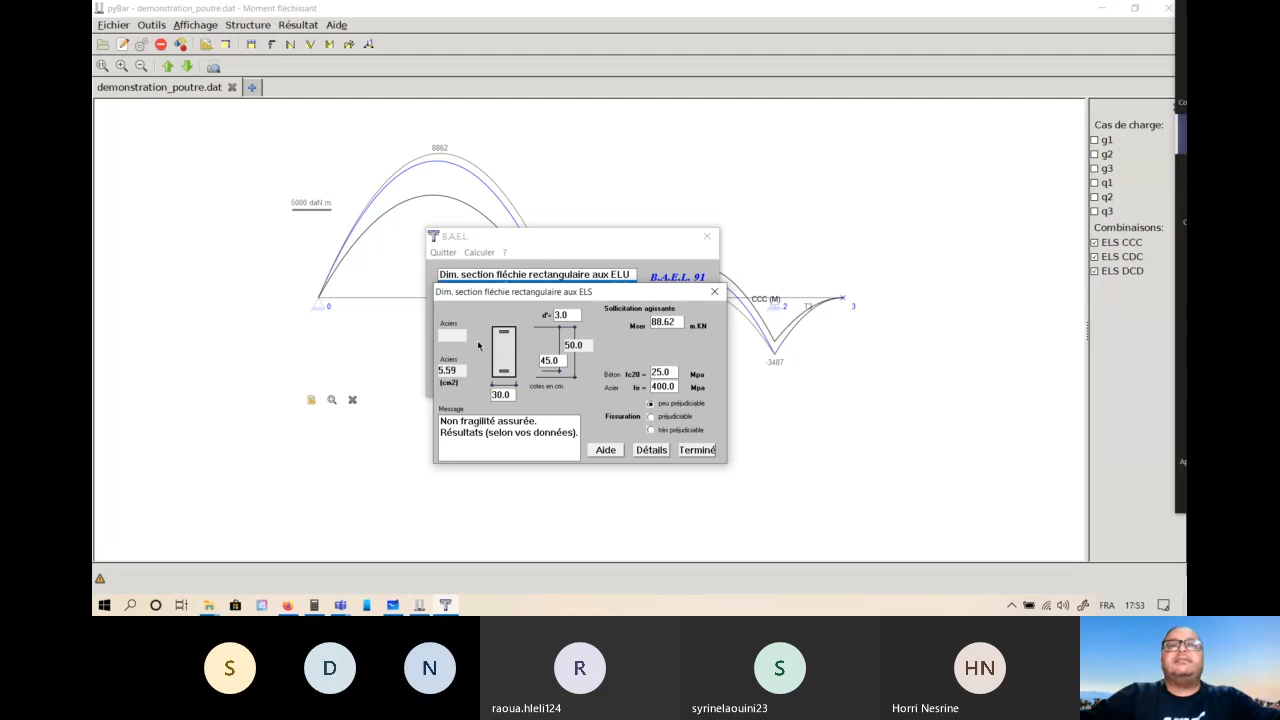 pyBar - demonstration_poutre.dat - Moment fléchissant
Fichier Outils Affichage Structure Résultat Aide
demonstration_poutre.dat
8862
5000 daN m
0
CCC (M)
2
T3
3
-3487
Cas de charge:
g1
g2
g3
q1
q2
q3
Combinaisons:
ELS CCC
ELS CDC
ELS DCD
B.A.E.L.
Quitter Calculer ?
Dim. section fléchie rectangulaire aux ELU
B.A.E.L. 91
Dim. section fléchie rectangulaire aux ELS
Aciers
Aciers
5.59
(cm2)
d'= 3.0
50.0
45.0
30.0
cotes en cm.
Sollicitation agissante
Mser 88.62 m.KN
Béton fc28 = 25.0 Mpa
Acier fe = 400.0 Mpa
Fissuration
peu préjudiciable
préjudiciable
très préjudiciable
Message
Non fragilité assurée.
Résultats (selon vos données).
Aide Détails Terminé
FRA 17:53
S D N R S HN
raoua.hleli124 syrinelaouini23 Horri Nesrine